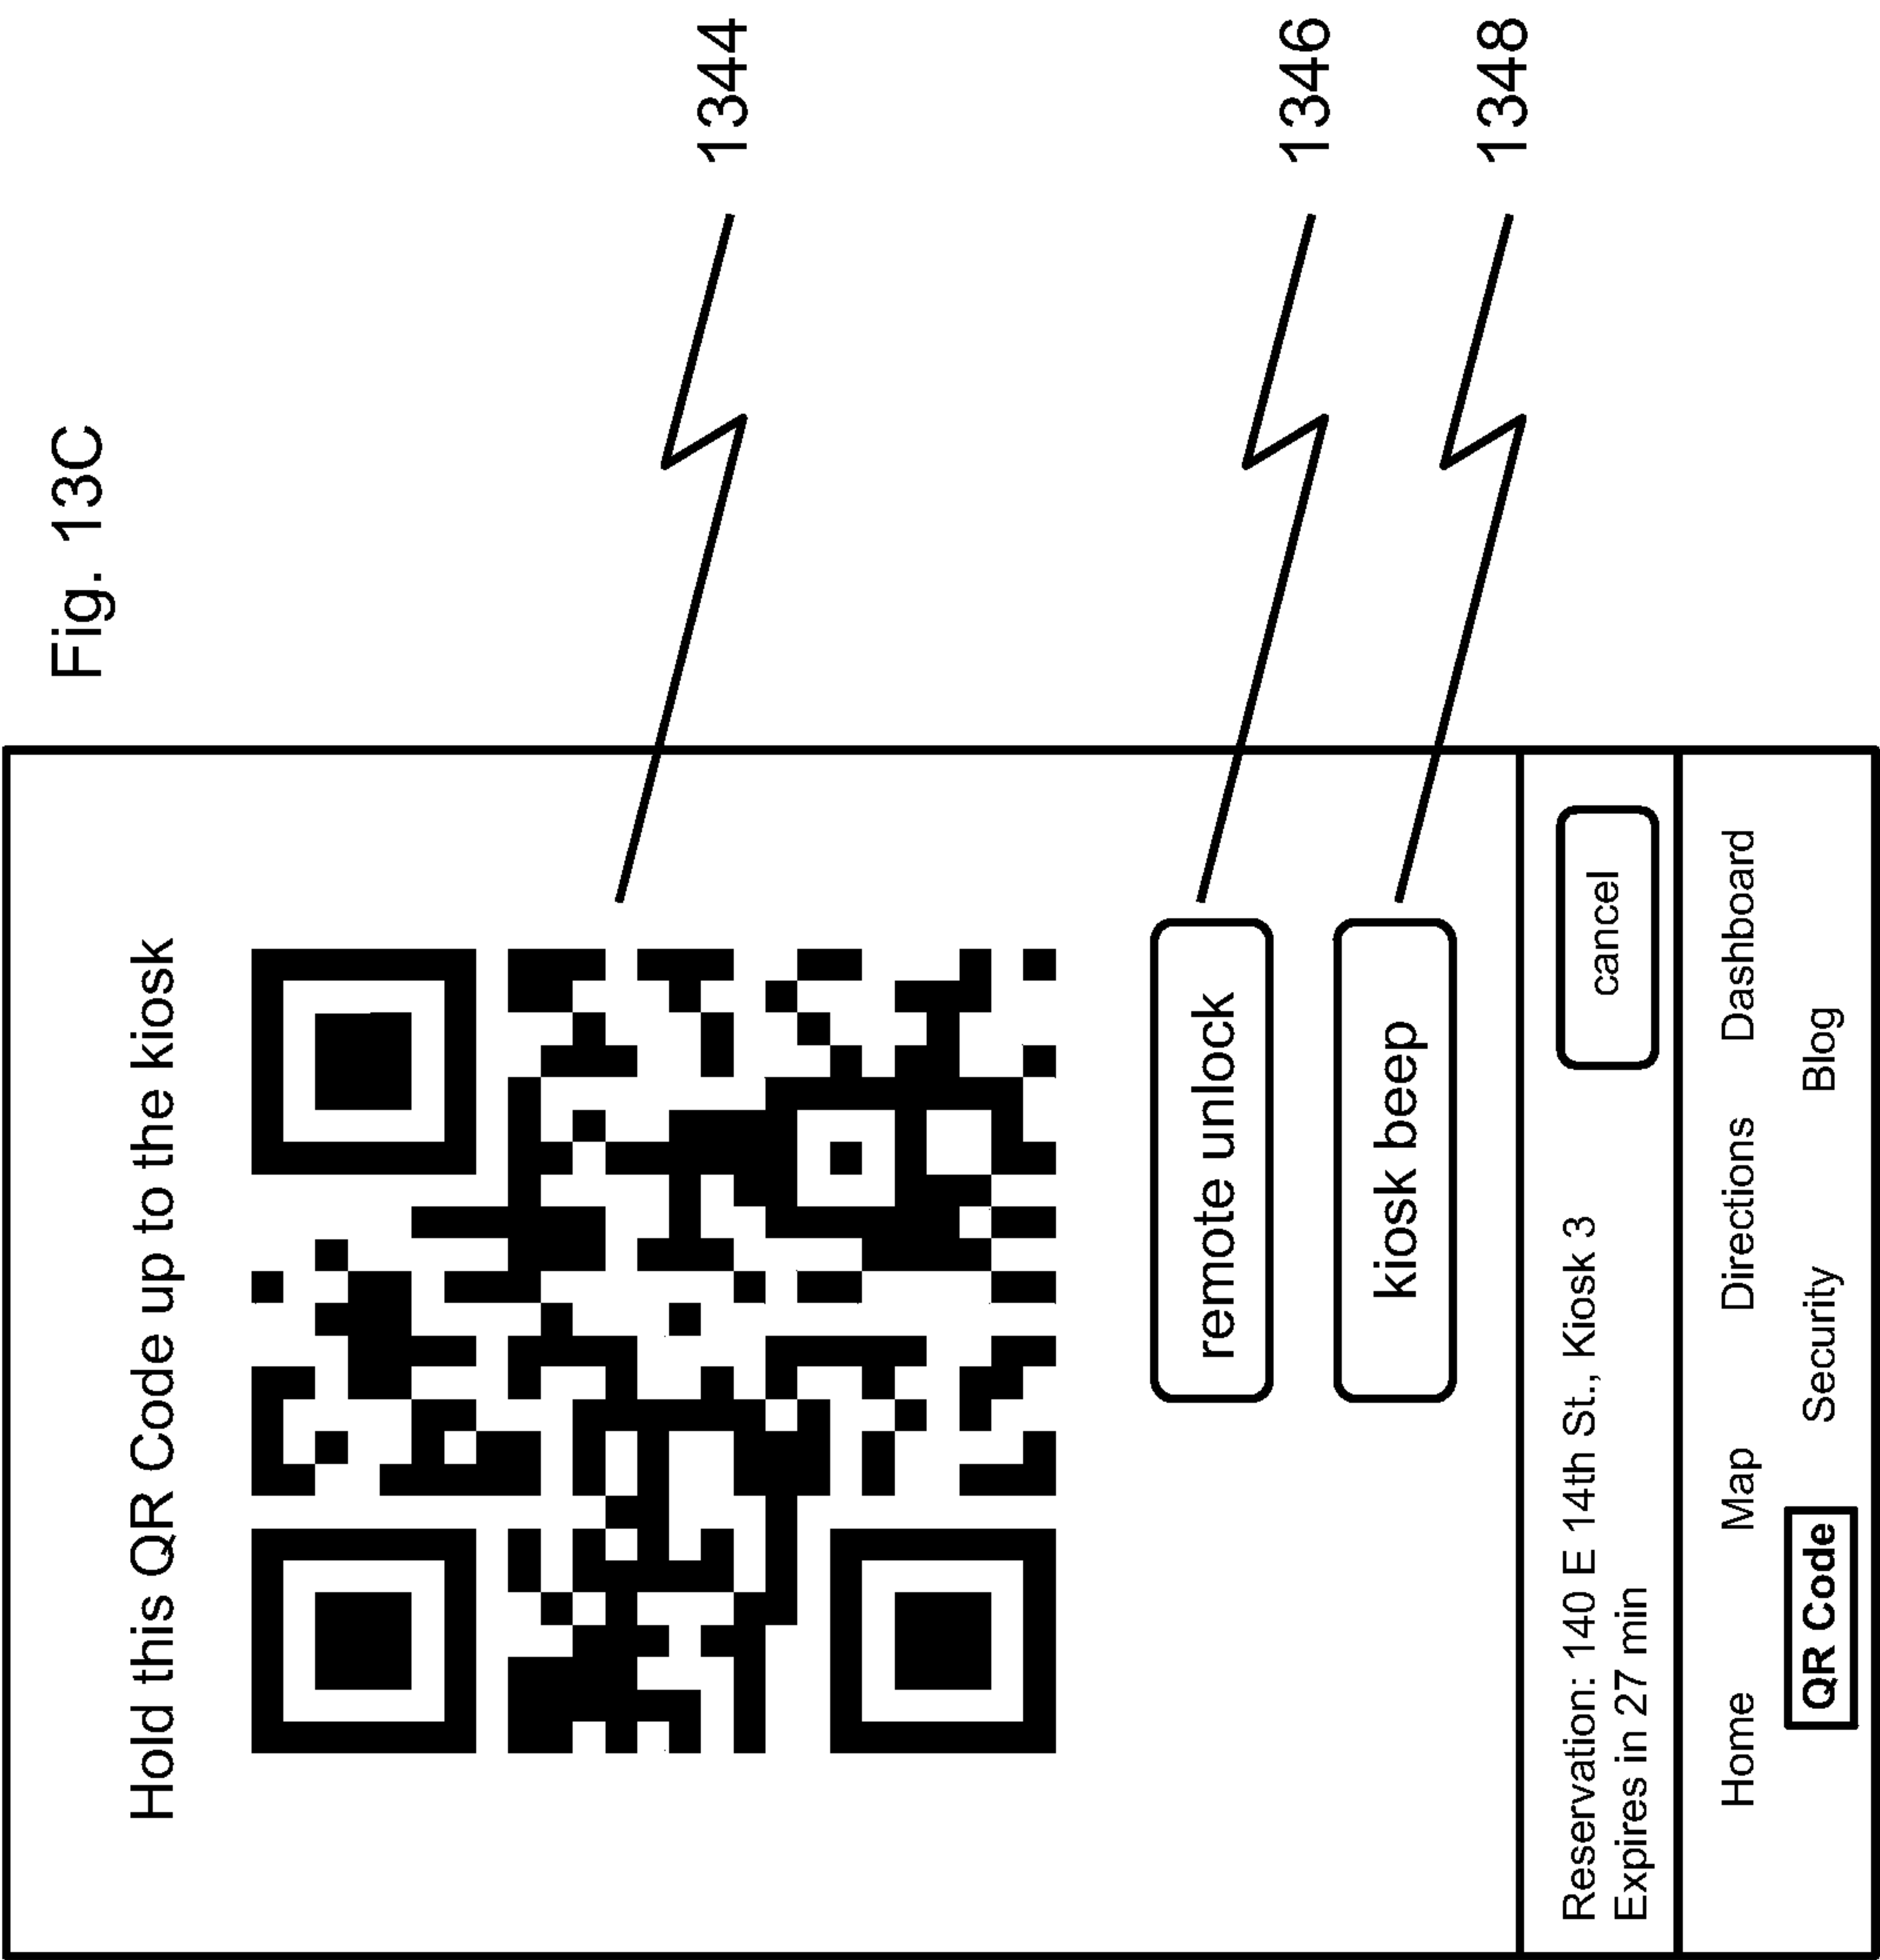 Fig. 13C
Hold this QR Code up to the kiosk
1344
remote unlock
1346
kiosk beep
1348
Reservation: 140 E 14th St., Kiosk 3
Expires in 27 min
cancel
Home Map Directions Dashboard
QR Code Security Blog